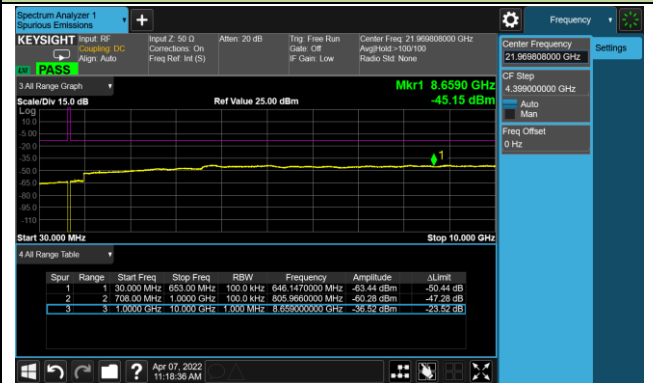 Spectrum Analyzer 1
Spurious Emissions
Frequency
KEYSIGHT
Input: RF
Coupling: DC
Align: Auto
Input Z: 50 Ω
Corrections: On
Freq Ref: Int (S)
Atten: 20 dB
Trig: Free Run
Gate: Off
IF Gain: Low
Center Freq: 21.969808000 GHz
Avg|Hold:>100/100
Radio Std: None
PASS
Center Frequency
21.969808000 GHz
Settings
CF Step
4.399000000 GHz
Auto
Man
Freq Offset
0 Hz
3 All Range Graph
Mkr1 8.6590 GHz
Scale/Div 15.0 dB
Ref Value 25.00 dBm
-45.15 dBm
Log
10.0
-5.00
-20.0
-35.0
-50.0
-65.0
-80.0
-95.0
-110
1
Start 30.000 MHz
Stop 10.000 GHz
4 All Range Table
Spur Range Start Freq Stop Freq RBW Frequency Amplitude ΔLimit
1 1 30.000 MHz 653.00 MHz 100.0 kHz 646.1470000 MHz -63.44 dBm -50.44 dB
2 2 708.00 MHz 1.0000 GHz 100.0 kHz 805.9660000 MHz -60.28 dBm -47.28 dB
3 3 1.0000 GHz 10.000 GHz 1.000 MHz 8.659000000 GHz -36.52 dBm -23.52 dB
?
Apr 07, 2022
11:18:36 AM